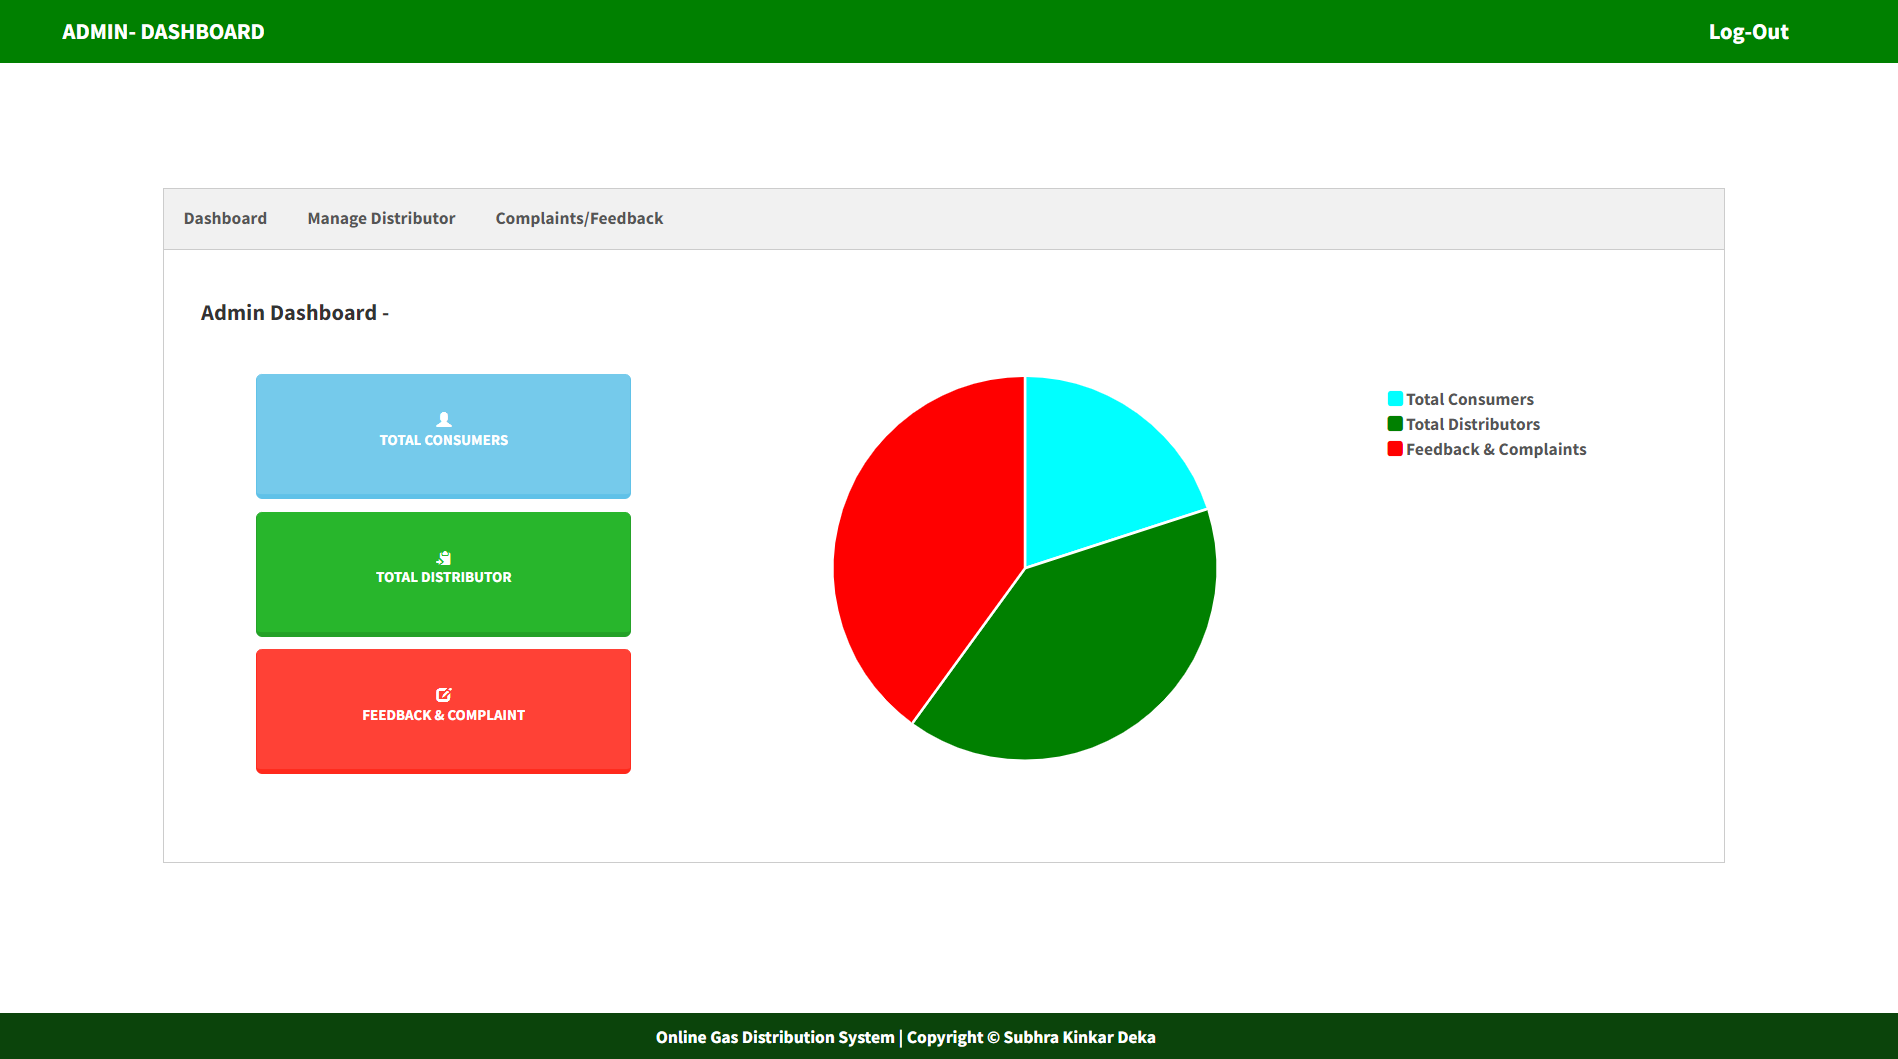 ADMIN- DASHBOARD
Log-Out
Dashboard
Manage Distributor
Complaints/Feedback
Admin Dashboard -
TOTAL CONSUMERS
TOTAL DISTRIBUTOR
FEEDBACK & COMPLAINT
Total Consumers
Total Distributors
Feedback & Complaints
Online Gas Distribution System | Copyright © Subhra Kinkar Deka